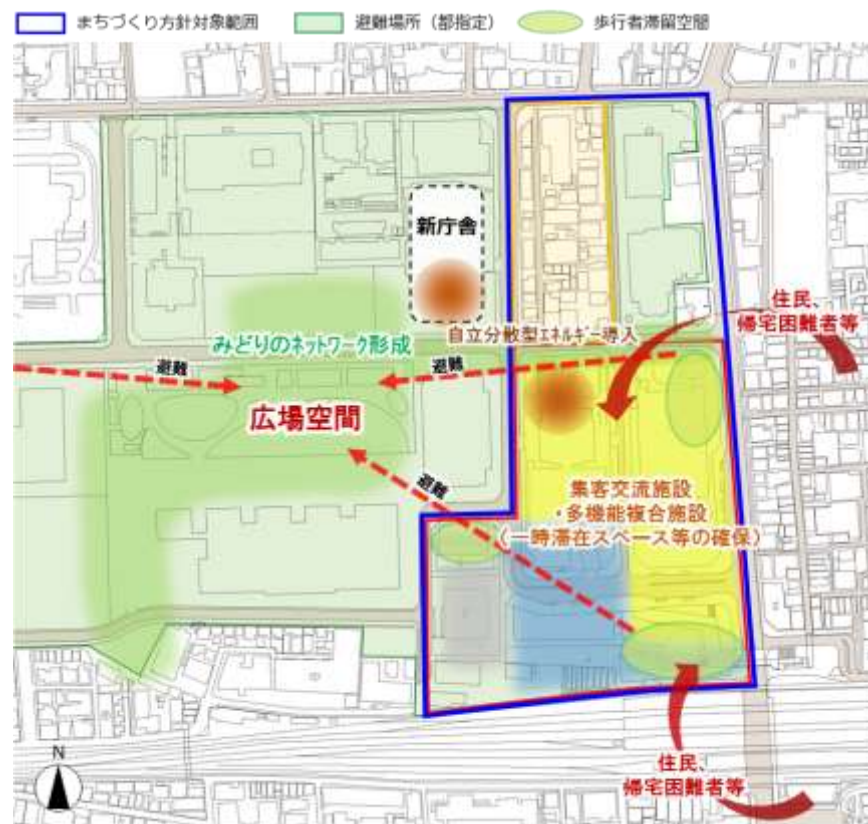 まちづくり方針対象範囲
避難場所（都指定）
歩行者滞留空間
新庁舎
住民、
帰宅困難者等
自立分散型エネルギー導入
みどりのネットワーク形成
避難
避難
広場空間
避難
集客交流施設
・多機能複合施設
（一時滞在スペース等の確保）
住民、
帰宅困難者等
N